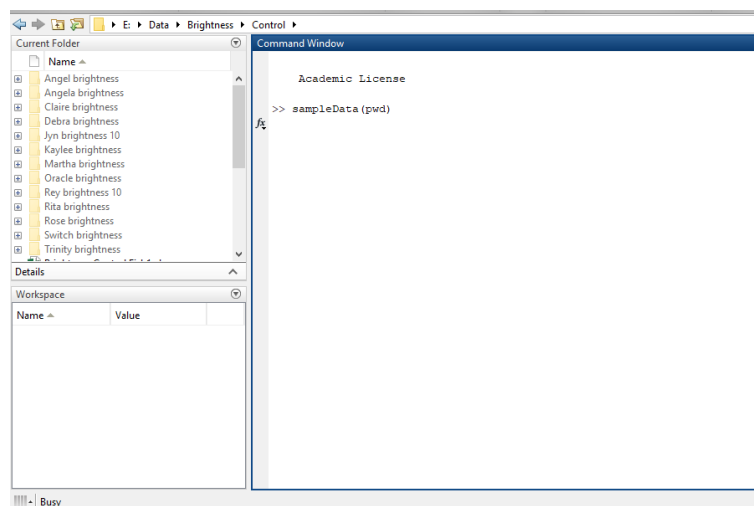 E: Data Brightness Control
Current Folder
Name
Angel brightness
Angela brightness
Claire brightness
Debra brightness
Jyn brightness 10
Kaylee brightness
Martha brightness
Oracle brightness
Rey brightness 10
Rita brightness
Rose brightness
Switch brightness
Trinity brightness
Details
Workspace
Name Value
Busy
Command Window
Academic License
>> sampleData(pwd)
fx